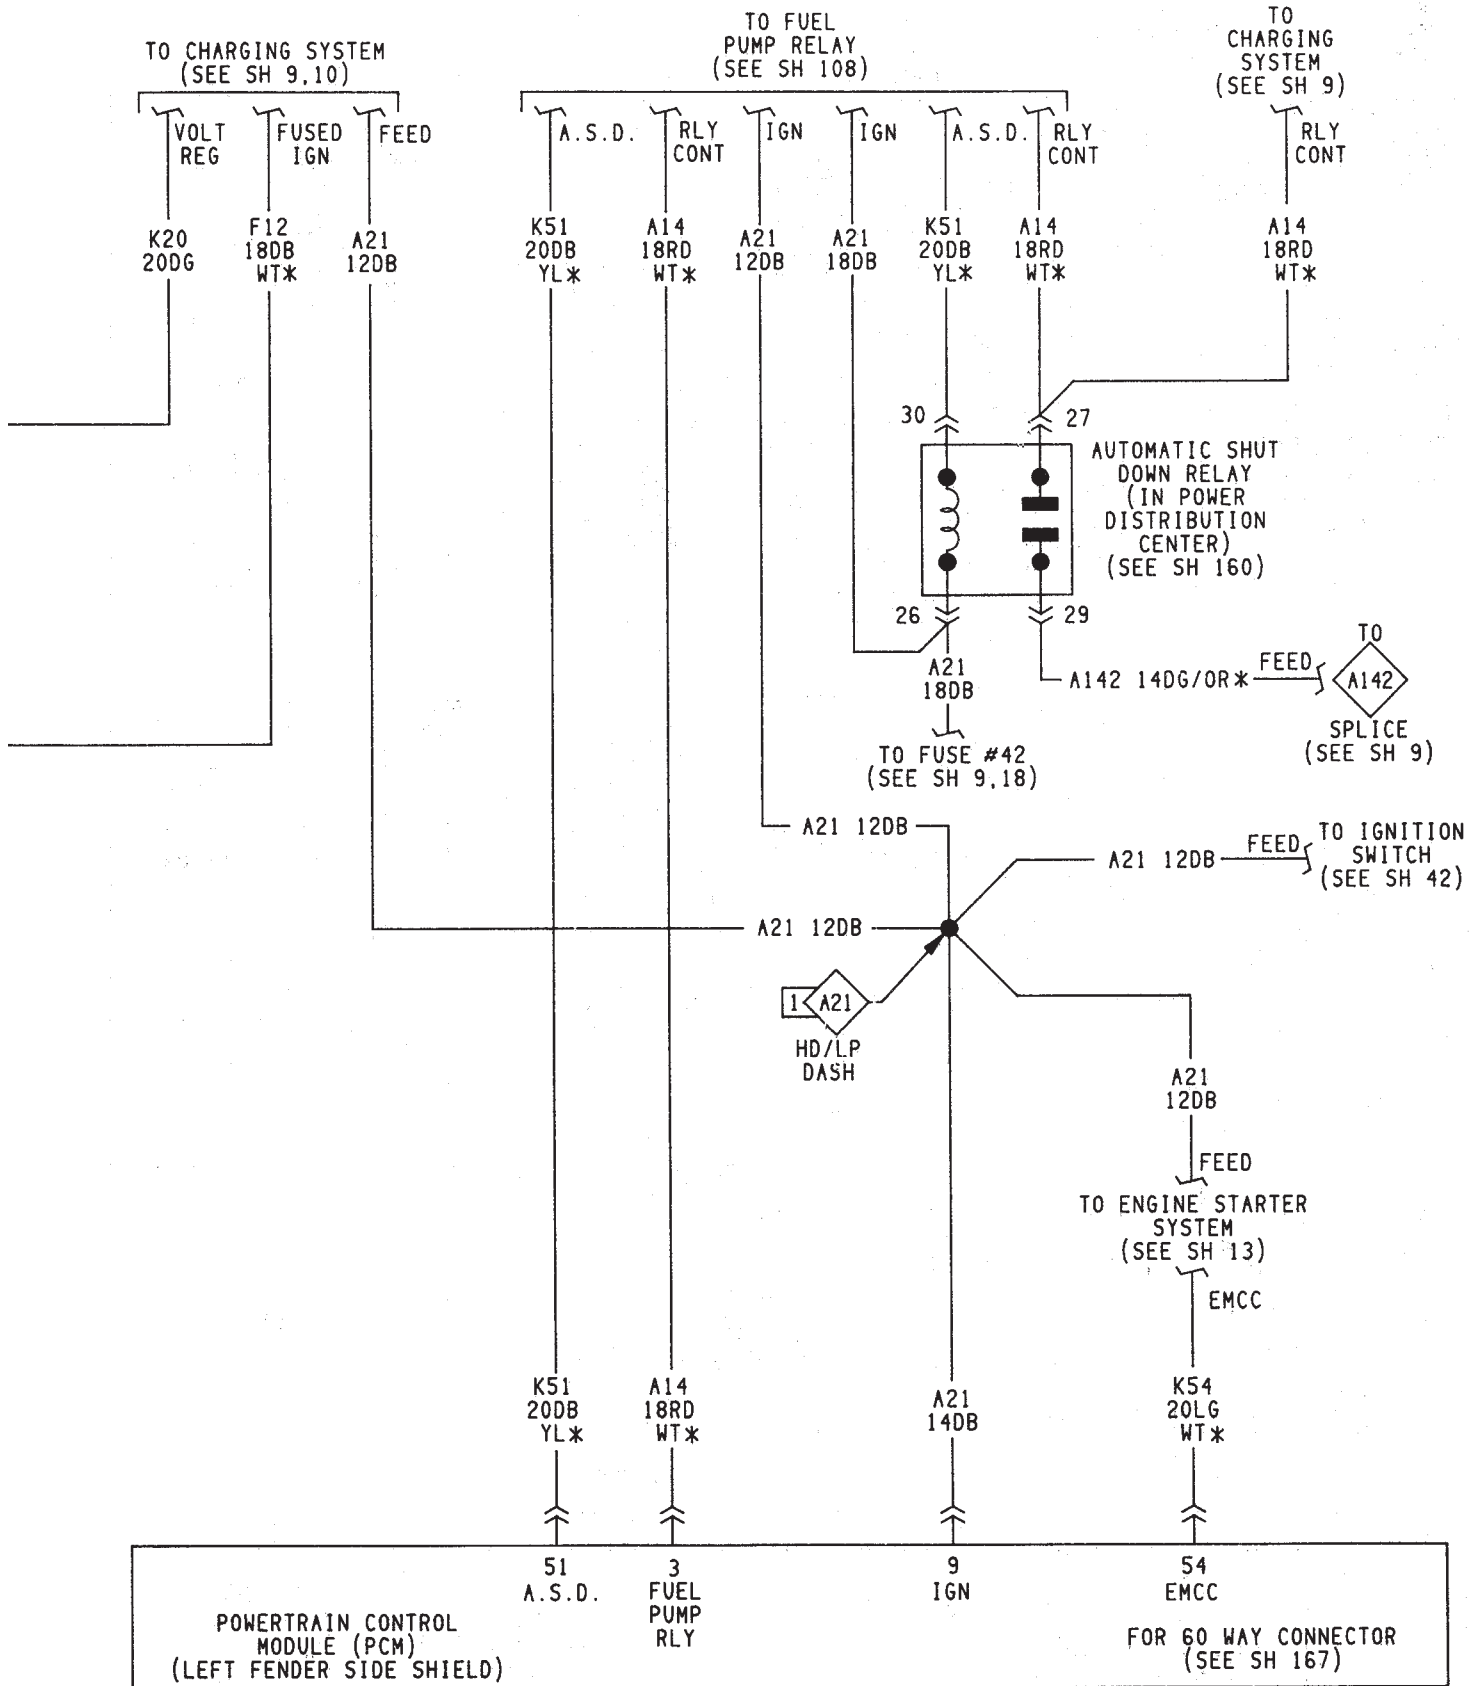 TO CHARGING SYSTEM
(SEE SH 9,10)
TO FUEL
PUMP RELAY
(SEE SH 108)
TO
CHARGING
SYSTEM
(SEE SH 9)
VOLT
REG
FUSED
IGN
FEED
A.S.D.
RLY
CONT
IGN
IGN
A.S.D.
RLY
CONT
RLY
CONT
K20
20DG
F12
18DB
WT*
A21
12DB
K51
20DB
YL*
A14
18RD
WT*
A21
12DB
A21
18DB
K51
20DB
YL*
A14
18RD
WT*
A14
18RD
WT*
30
27
AUTOMATIC SHUT
DOWN RELAY
(IN POWER
DISTRIBUTION
CENTER)
(SEE SH 160)
26
29
A21
18DB
TO FUSE #42
(SEE SH 9,18)
A142 14DG/OR*
FEED
TO
A142
SPLICE
(SEE SH 9)
A21 12DB
A21 12DB
FEED
TO IGNITION
SWITCH
(SEE SH 42)
A21 12DB
1
A21
HD/LP
DASH
A21
12DB
FEED
TO ENGINE STARTER
SYSTEM
(SEE SH 13)
EMCC
K51
20DB
YL*
A14
18RD
WT*
A21
14DB
K54
20LG
WT*
51
A.S.D.
3
FUEL
PUMP
RLY
9
IGN
54
EMCC
POWERTRAIN CONTROL
MODULE (PCM)
(LEFT FENDER SIDE SHIELD)
FOR 60 WAY CONNECTOR
(SEE SH 167)